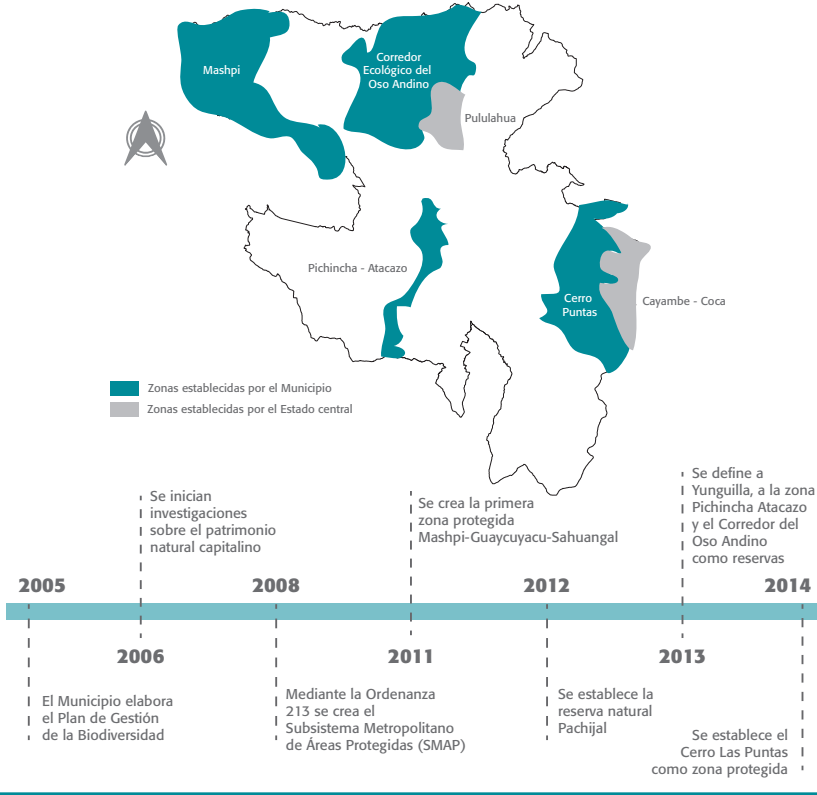 Mashpi
Corredor
Ecológico del
Oso Andino
Pululahua
Pichincha - Atacazo
Cerro
Puntas
Cayambe - Coca
Zonas establecidas por el Municipio
Zonas establecidas por el Estado central
2005
El Municipio elabora
el Plan de Gestión
de la Biodiversidad
Se inician
investigaciones
sobre el patrimonio
natural capitalino
2006
2008
Mediante la Ordenanza
213 se crea el
Subsistema Metropolitano
de Áreas Protegidas (SMAP)
Se crea la primera
zona protegida
Mashpi-Guaycuyacu-Sahuangal
2011
2012
Se establece la
reserva natural
Pachijal
Se define a
Yunguilla, a la zona
Pichincha Atacazo
y el Corredor del
Oso Andino
como reservas
2013
2014
Se establece el
Cerro Las Puntas
como zona protegida